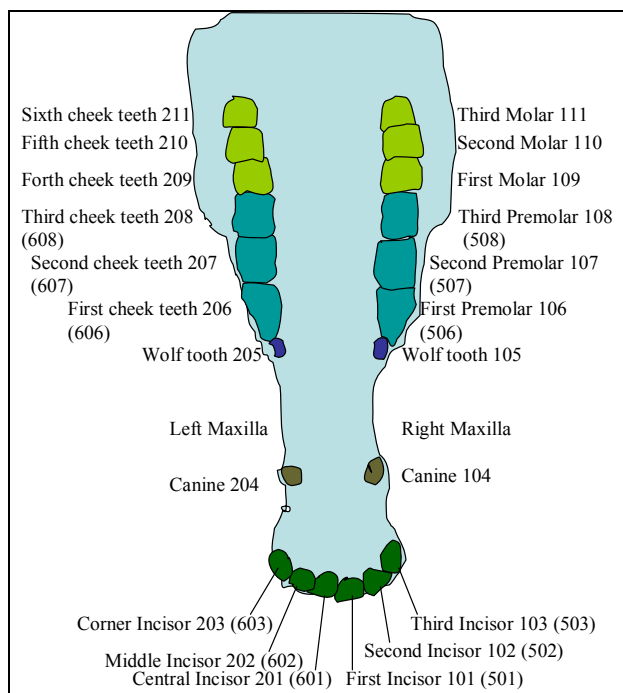 Sixth cheek teeth 211
Third Molar 111
Fifth cheek teeth 210
Second Molar 110
Forth cheek teeth 209
First Molar 109
Third cheek teeth 208
(608)
Third Premolar 108
(508)
Second cheek teeth 207
(607)
Second Premolar 107
(507)
First cheek teeth 206
(606)
First Premolar 106
(506)
Wolf tooth 205
Wolf tooth 105
Left Maxilla
Right Maxilla
Canine 204
Canine 104
Corner Incisor 203 (603)
Third Incisor 103 (503)
Middle Incisor 202 (602)
Second Incisor 102 (502)
Central Incisor 201 (601)
First Incisor 101 (501)